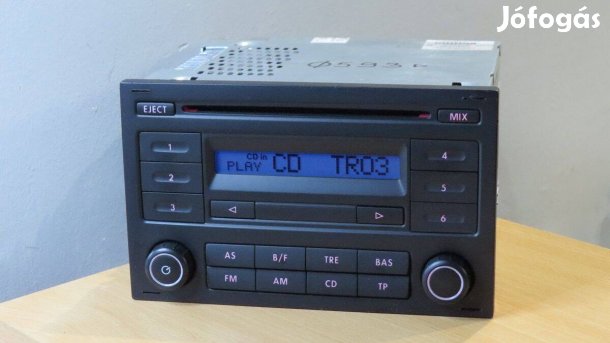 Jófogás
EJECT
MIX
1
2
3
CD in
PLAY CD TR03
4
5
6
AS B/F TRE BAS
FM AM CD TP